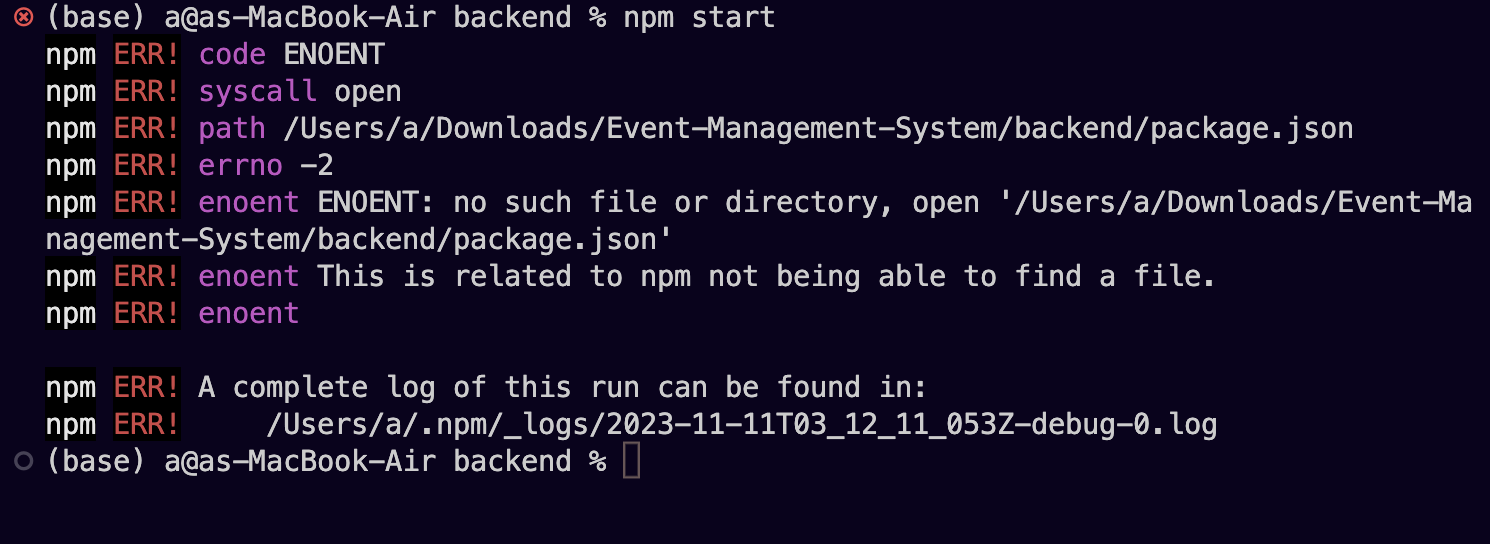 (base) a@as-MacBook-Air backend % npm start
npm ERR! code ENOENT
npm ERR! syscall open
npm ERR! path /Users/a/Downloads/Event-Management-System/backend/package.json
npm ERR! errno -2
npm ERR! enoent ENOENT: no such file or directory, open '/Users/a/Downloads/Event-Ma
nagement-System/backend/package.json'
npm ERR! enoent This is related to npm not being able to find a file.
npm ERR! enoent
npm ERR! A complete log of this run can be found in:
npm ERR!     /Users/a/.npm/_logs/2023-11-11T03_12_11_053Z-debug-0.log
(base) a@as-MacBook-Air backend %